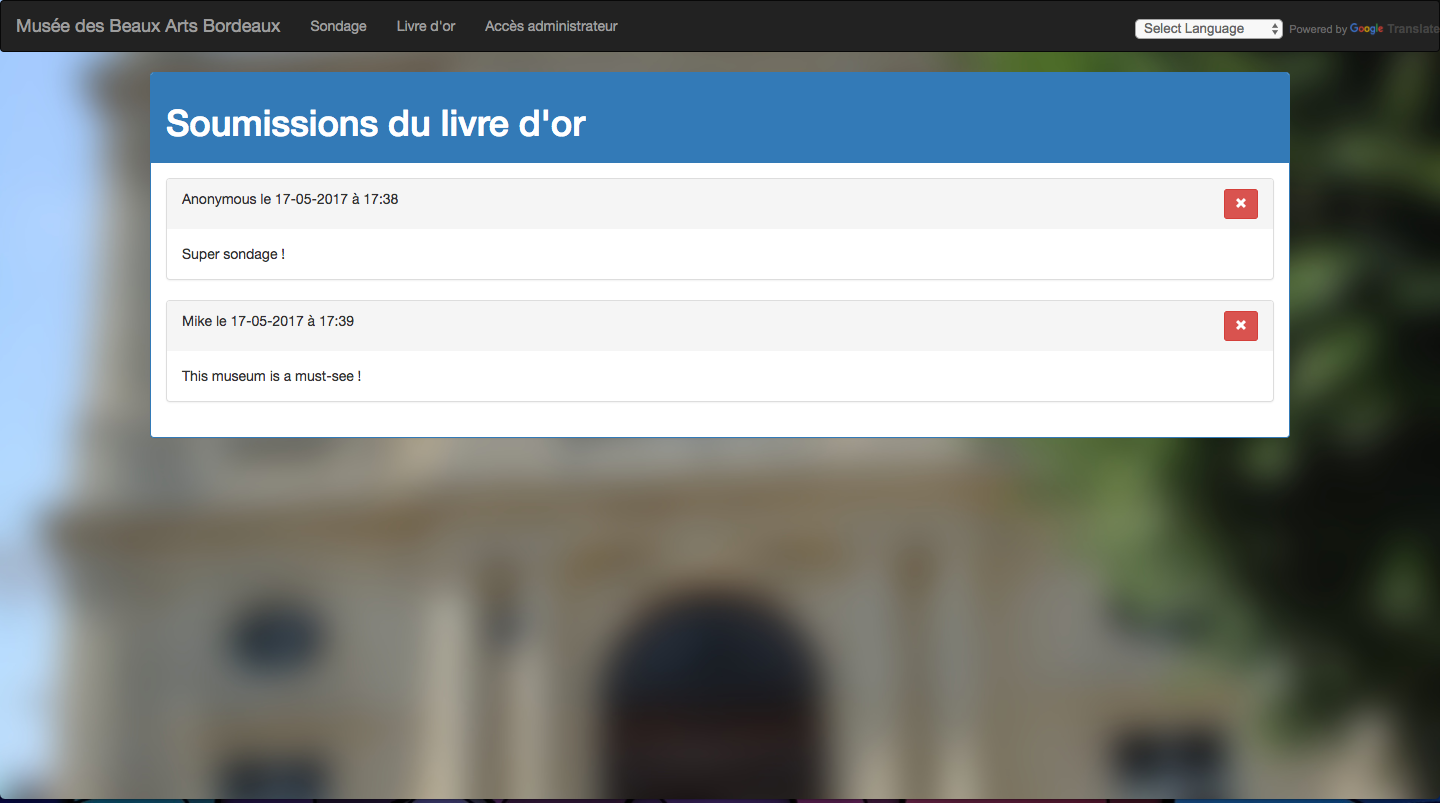 Musée des Beaux Arts Bordeaux Sondage Livre d'or Accès administrateur Select Language Powered by Google Translate
Soumissions du livre d'or
Anonymous le 17-05-2017 à 17:38
Super sondage !
Mike le 17-05-2017 à 17:39
This museum is a must-see !